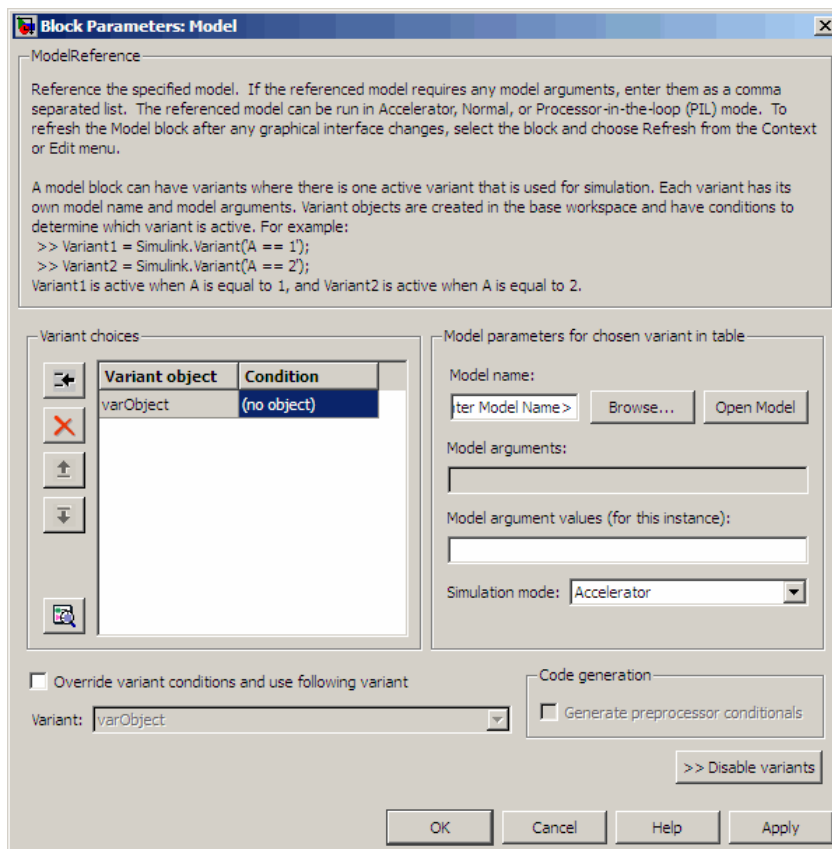 Block Parameters: Model
ModelReference
Reference the specified model. If the referenced model requires any model arguments, enter them as a comma
separated list. The referenced model can be run in Accelerator, Normal, or Processor-in-the-loop (PIL) mode. To
refresh the Model block after any graphical interface changes, select the block and choose Refresh from the Context
or Edit menu.
A model block can have variants where there is one active variant that is used for simulation. Each variant has its
own model name and model arguments. Variant objects are created in the base workspace and have conditions to
determine which variant is active. For example:
>> Variant1 = Simulink.Variant('A == 1');
>> Variant2 = Simulink.Variant('A == 2');
Variant1 is active when A is equal to 1, and Variant2 is active when A is equal to 2.
Variant choices
Variant object Condition
varObject (no object)
Model parameters for chosen variant in table
Model name:
ter Model Name> Browse... Open Model
Model arguments:
Model argument values (for this instance):
Simulation mode: Accelerator
Override variant conditions and use following variant
Variant: varObject
Code generation
Generate preprocessor conditionals
>> Disable variants
OK Cancel Help Apply